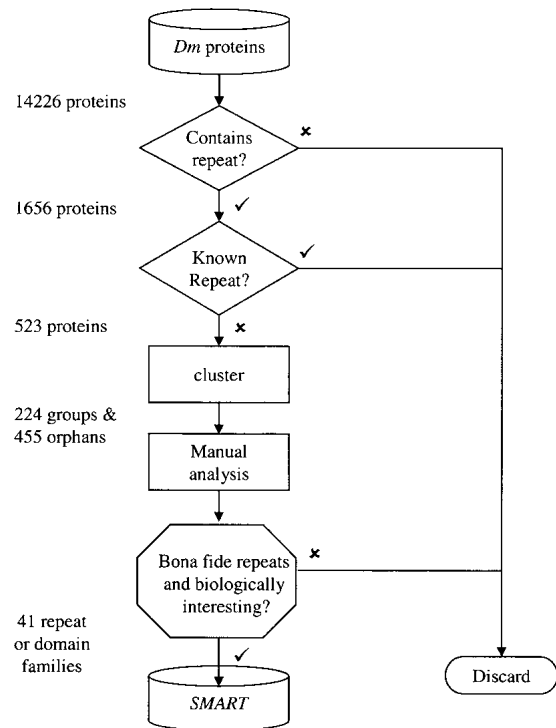 Dm proteins
14226 proteins
Contains
repeat?
✘
1656 proteins
✓
Known
Repeat?
✓
523 proteins
✘
cluster
224 groups &
455 orphans
Manual
analysis
Bona fide repeats
and biologically
interesting?
✘
41 repeat
or domain
families
✓
SMART
Discard